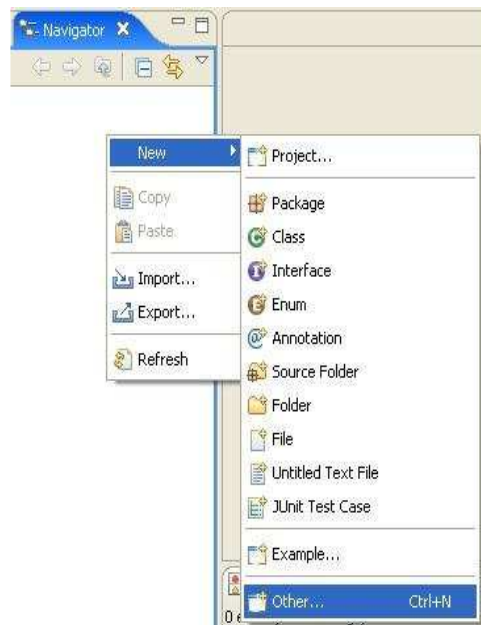 Navigator
New
Copy
Paste
Import...
Export...
Refresh
Project...
Package
Class
Interface
Enum
Annotation
Source Folder
Folder
File
Untitled Text File
JUnit Test Case
Example...
Other... Ctrl+N